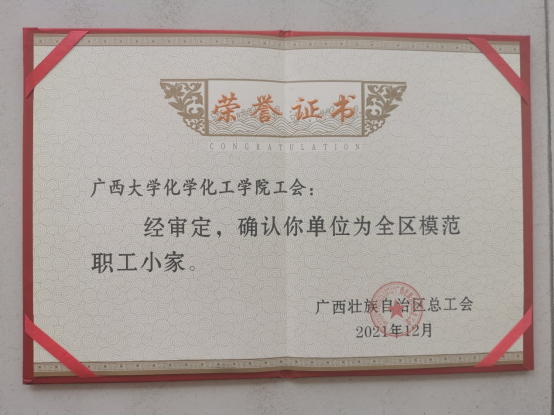 荣誉证书
CONGRATULATION
广西大学化学化工学院工会：
经审定，确认你单位为全区模范
职工小家。
广西壮族自治区总工会
2021年12月